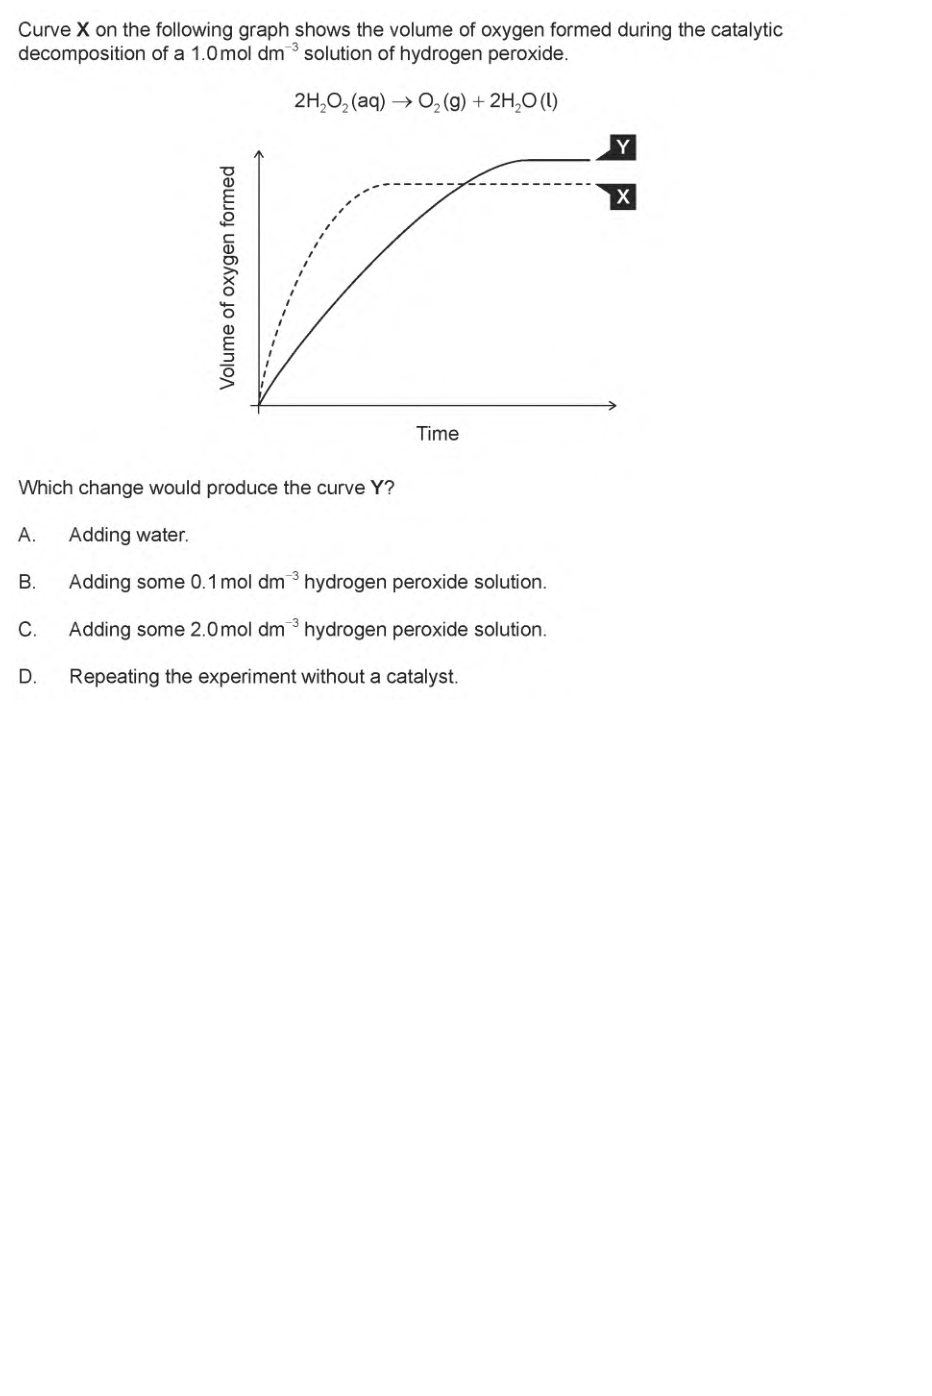 Curve X on the following graph shows the volume of oxygen formed during the catalytic
decomposition of a 1.0 mol dm⁻³ solution of hydrogen peroxide.
2H₂O₂(aq) → O₂(g) + 2H₂O(l)
Y
X
Volume of oxygen formed
Time
Which change would produce the curve Y?
A. Adding water.
B. Adding some 0.1 mol dm⁻³ hydrogen peroxide solution.
C. Adding some 2.0 mol dm⁻³ hydrogen peroxide solution.
D. Repeating the experiment without a catalyst.